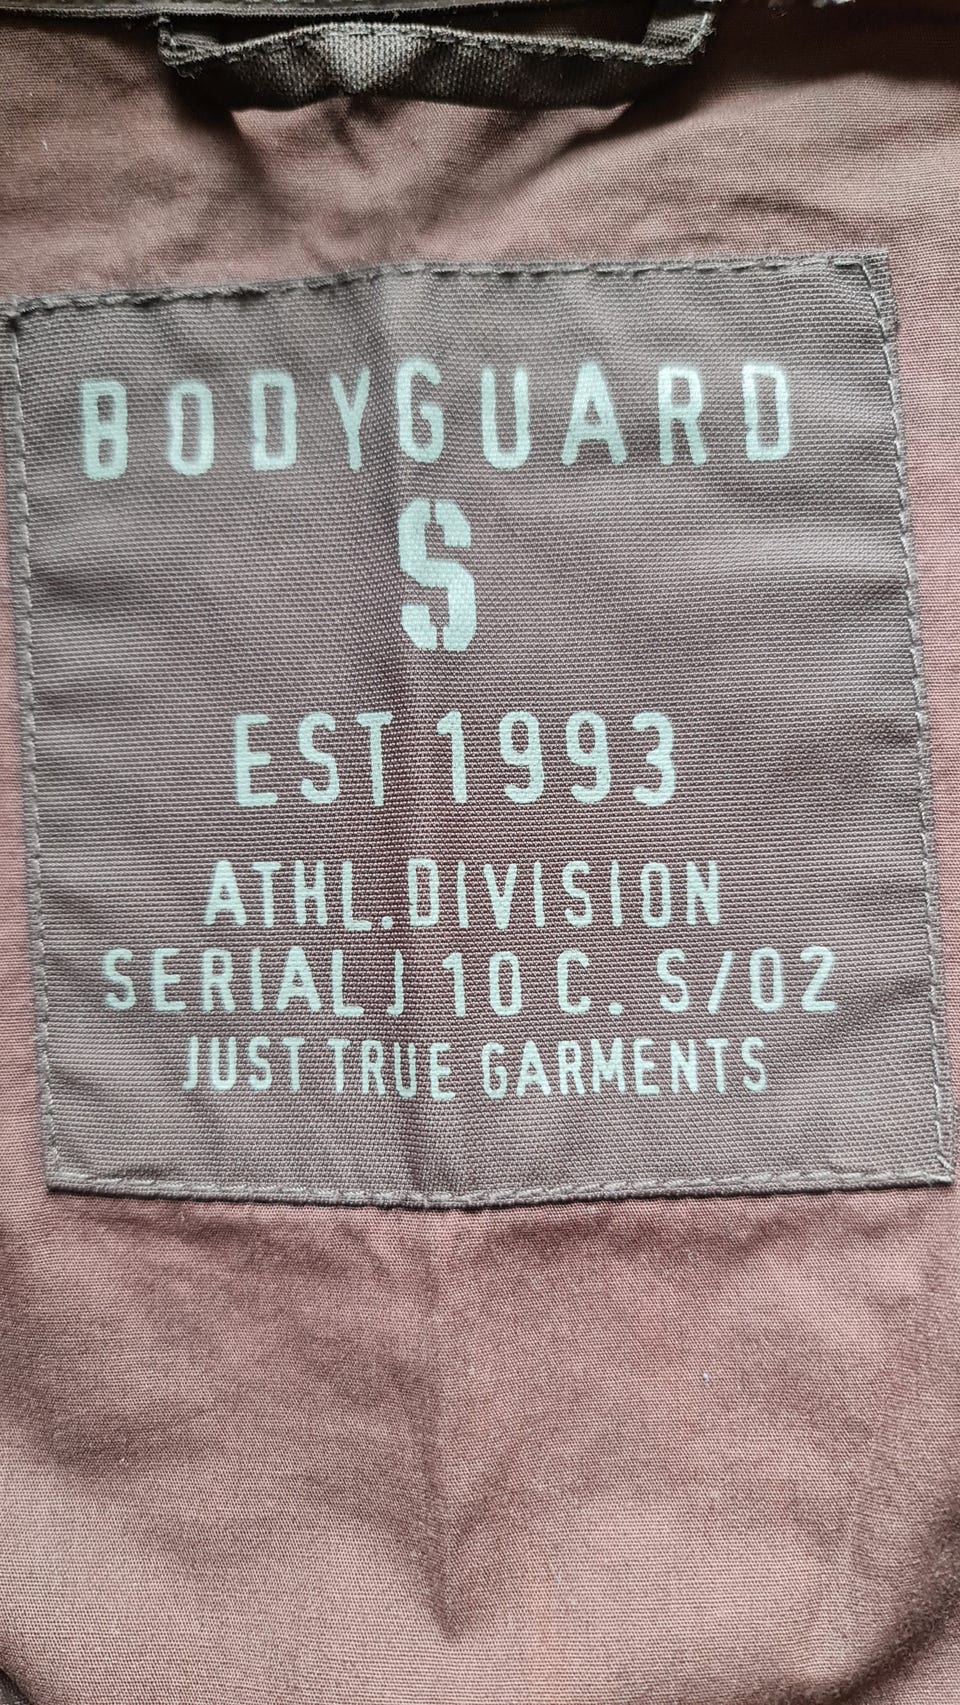 BODYGUARD
S
EST 1993
ATHL.DIVISION
SERIAL J 10 C. S/02
JUST TRUE GARMENTS